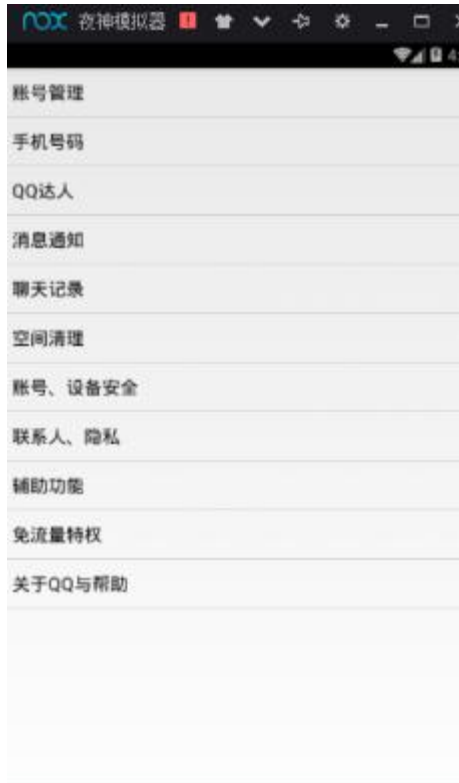 nox 夜神模拟器
账号管理
手机号码
QQ达人
消息通知
聊天记录
空间清理
账号、设备安全
联系人、隐私
辅助功能
免流量特权
关于QQ与帮助